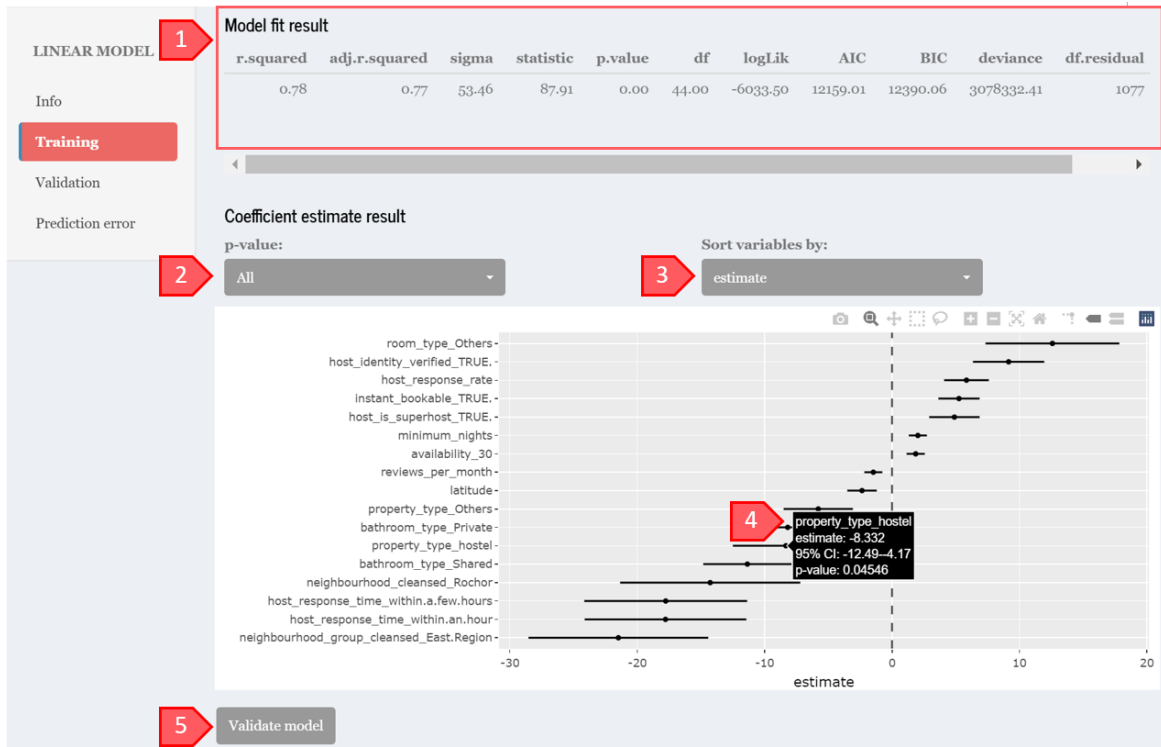 1
Model fit result
LINEAR MODEL
r.squared adj.r.squared sigma statistic p.value df logLik AIC BIC deviance df.residual
0.78 0.77 53.46 87.91 0.00 44.00 -6033.50 12159.01 12390.06 3078332.41 1077
Info
Training
Validation
Prediction error
Coefficient estimate result
p-value: Sort variables by:
2 All 3 estimate
room_type_Others
host_identity_verified_TRUE.
host_response_rate
instant_bookable_TRUE.
host_is_superhost_TRUE.
minimum_nights
availability_30
reviews_per_month
latitude
property_type_Others
bathroom_type_Private
property_type_hostel
bathroom_type_Shared
neighbourhood_cleansed_Rochor
host_response_time_within.a.few.hours
host_response_time_within.an.hour
neighbourhood_group_cleansed_East.Region
4
property_type_hostel
estimate: -8.332
95% CI: -12.49--4.17
p-value: 0.04546
-30 -20 -10 0 10 20
estimate
5 Validate model